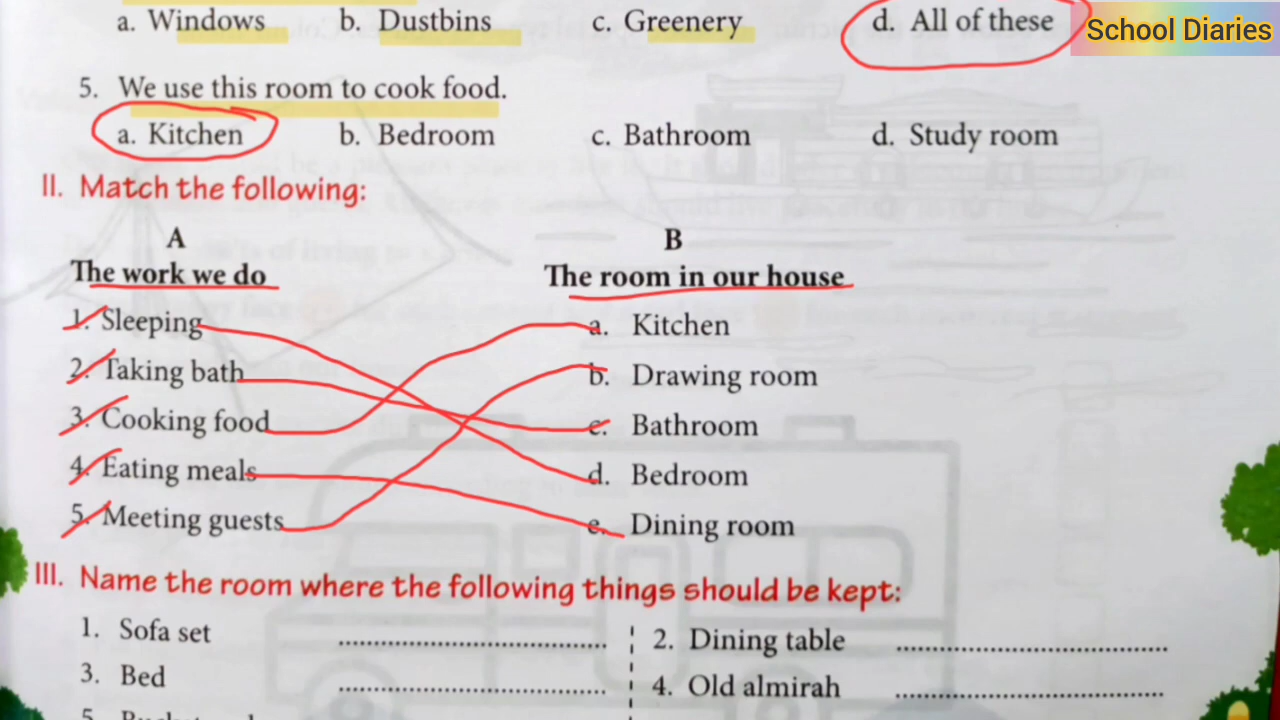 a. Windows b. Dustbins c. Greenery d. All of these
School Diaries
5. We use this room to cook food.
a. Kitchen b. Bedroom c. Bathroom d. Study room
II. Match the following:
A B
The work we do The room in our house
1. Sleeping a. Kitchen
2. Taking bath b. Drawing room
3. Cooking food c. Bathroom
4. Eating meals d. Bedroom
5. Meeting guests e. Dining room
III. Name the room where the following things should be kept:
1. Sofa set .......................... 2. Dining table ..........................
3. Bed .......................... 4. Old almirah ..........................
5.